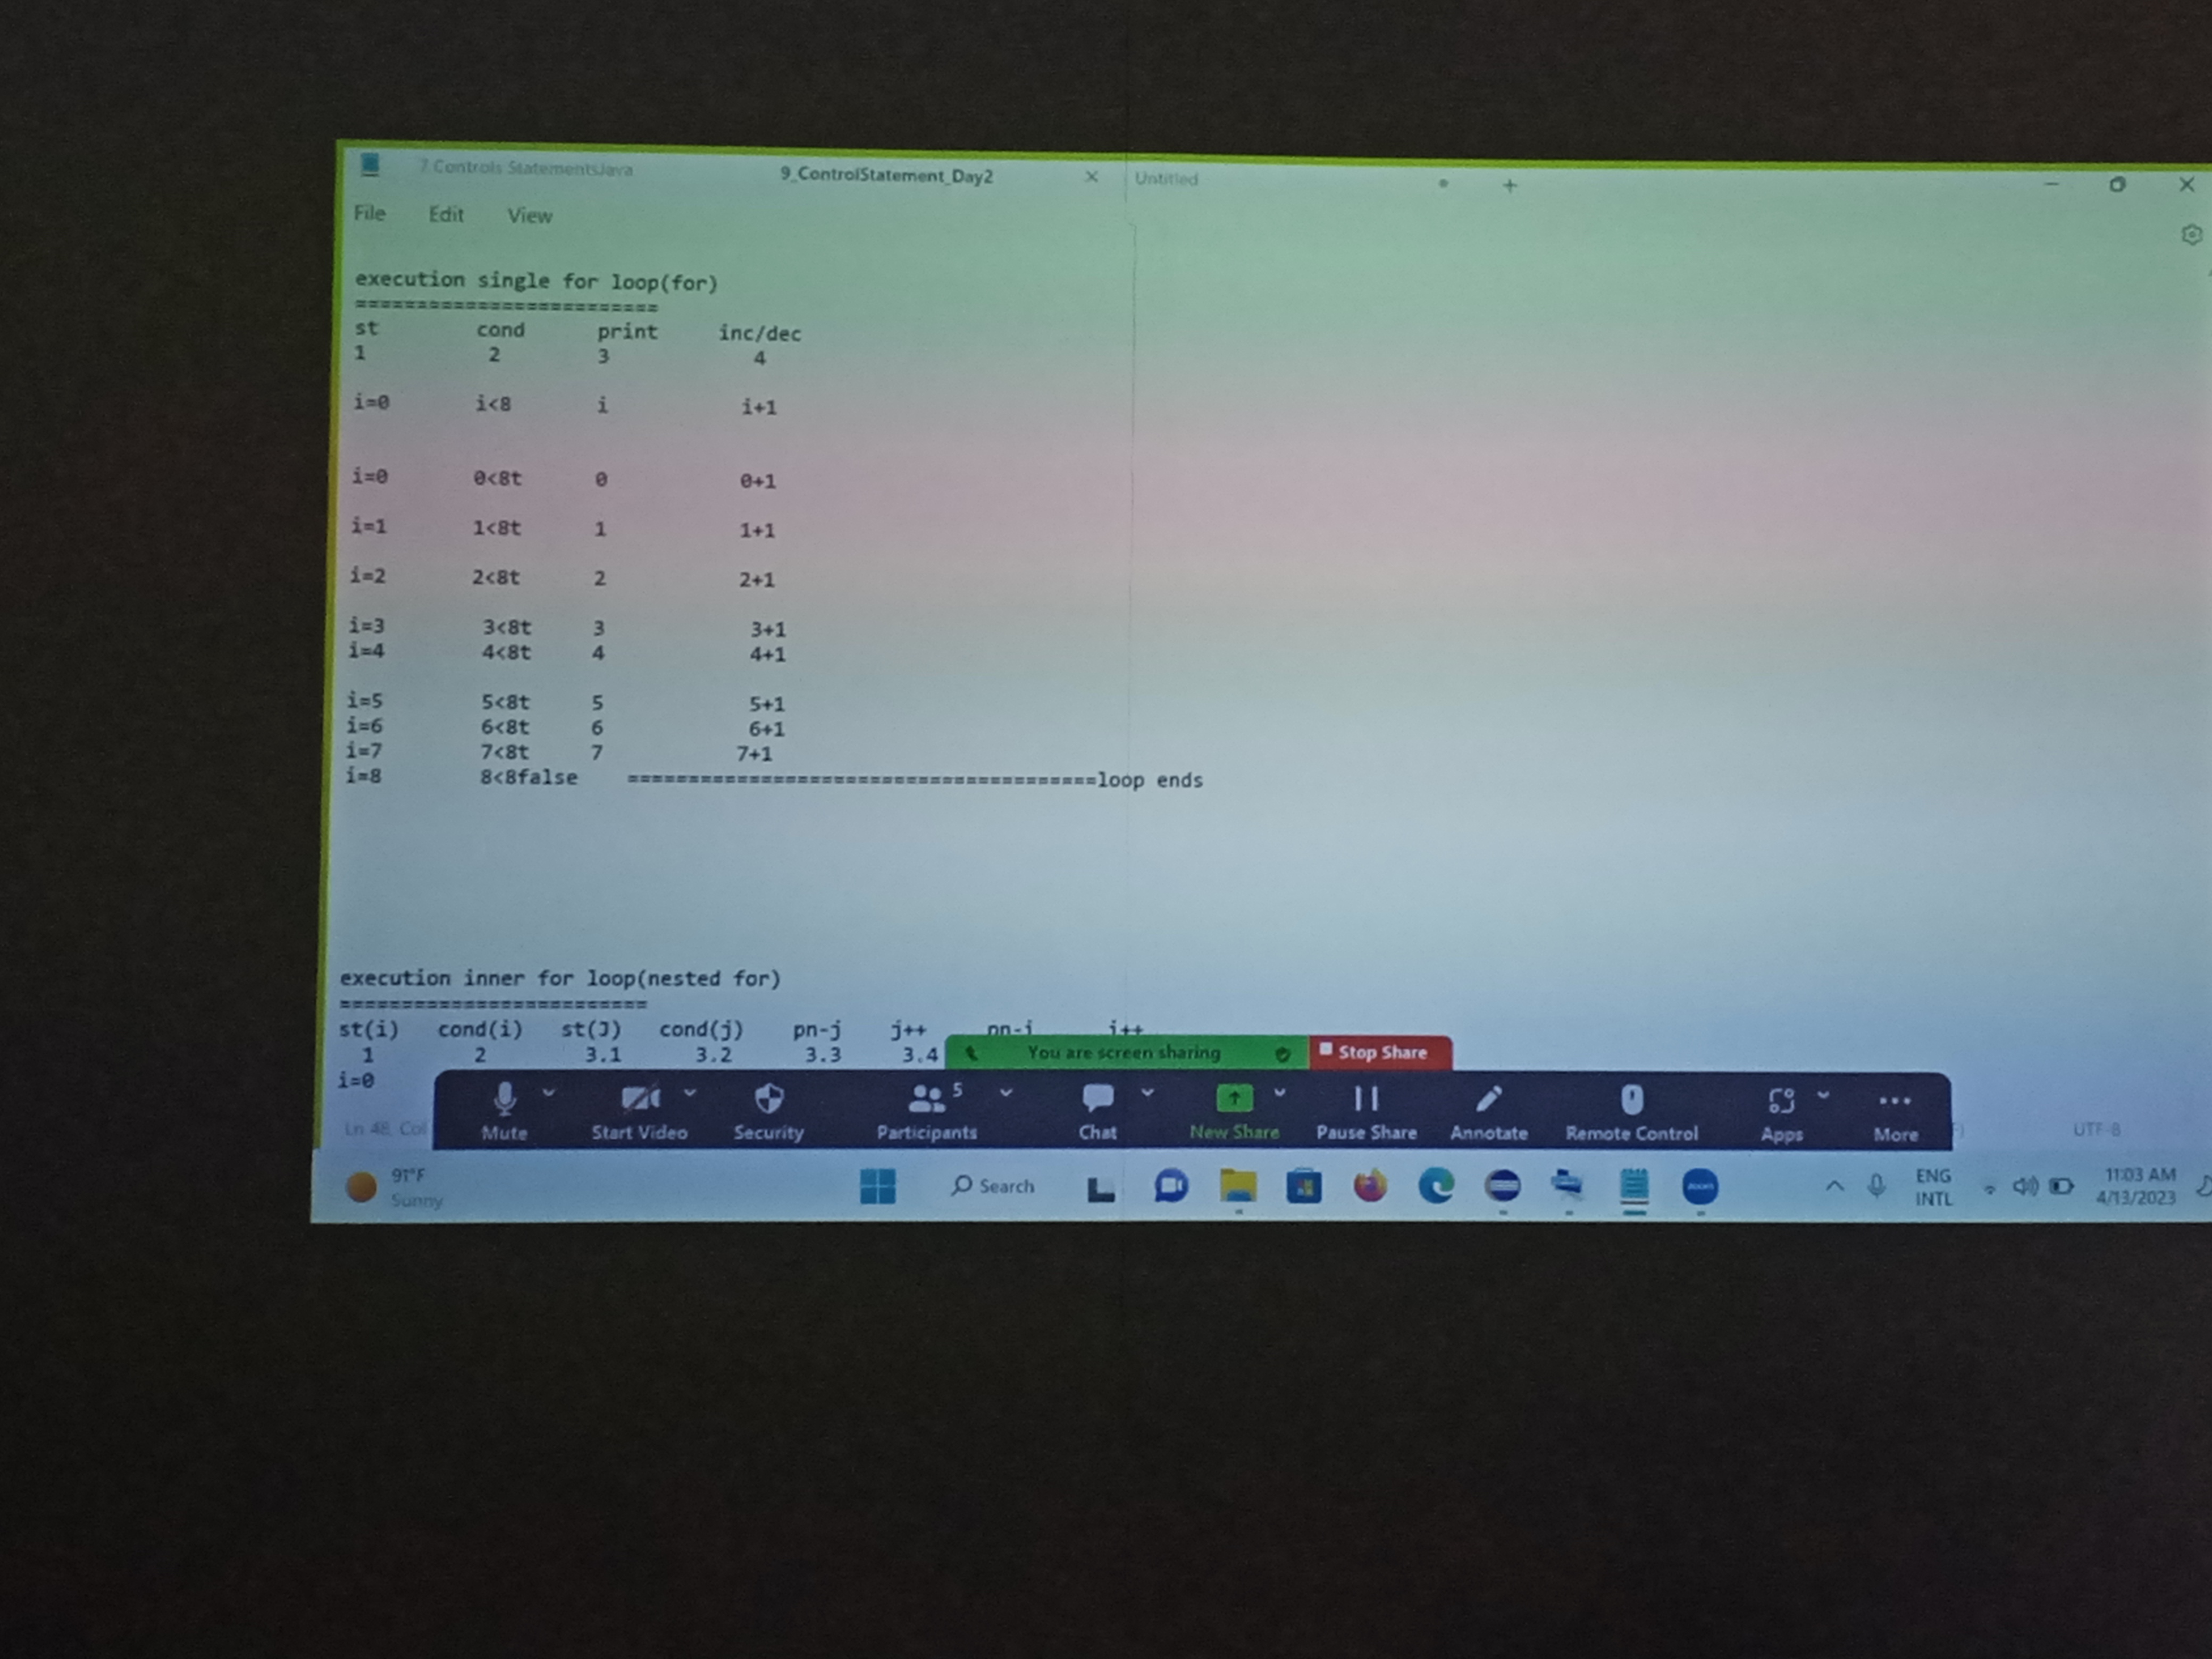 7 Controls StatementsJava 9_ControlStatement_Day2 × Untitled
File Edit View
execution single for loop(for)
=========================
st cond print inc/dec
1 2 3 4
i=0 i<8 i i+1
i=0 0<8t 0 0+1
i=1 1<8t 1 1+1
i=2 2<8t 2 2+1
i=3 3<8t 3 3+1
i=4 4<8t 4 4+1
i=5 5<8t 5 5+1
i=6 6<8t 6 6+1
i=7 7<8t 7 7+1
i=8 8<8false ======================================loop ends
execution inner for loop(nested for)
=========================
st(i) cond(i) st(J) cond(j) pn-j j++ pn-i i++
1 2 3.1 3.2 3.3 3.4
You are screen sharing Stop Share
i=0
5
Mute Start Video Security Participants Chat New Share Pause Share Annotate Remote Control Apps More
Ln 48, Col UTF-8
91°F
Sunny
Search
zoom
ENG
INTL
11:03 AM
4/13/2023